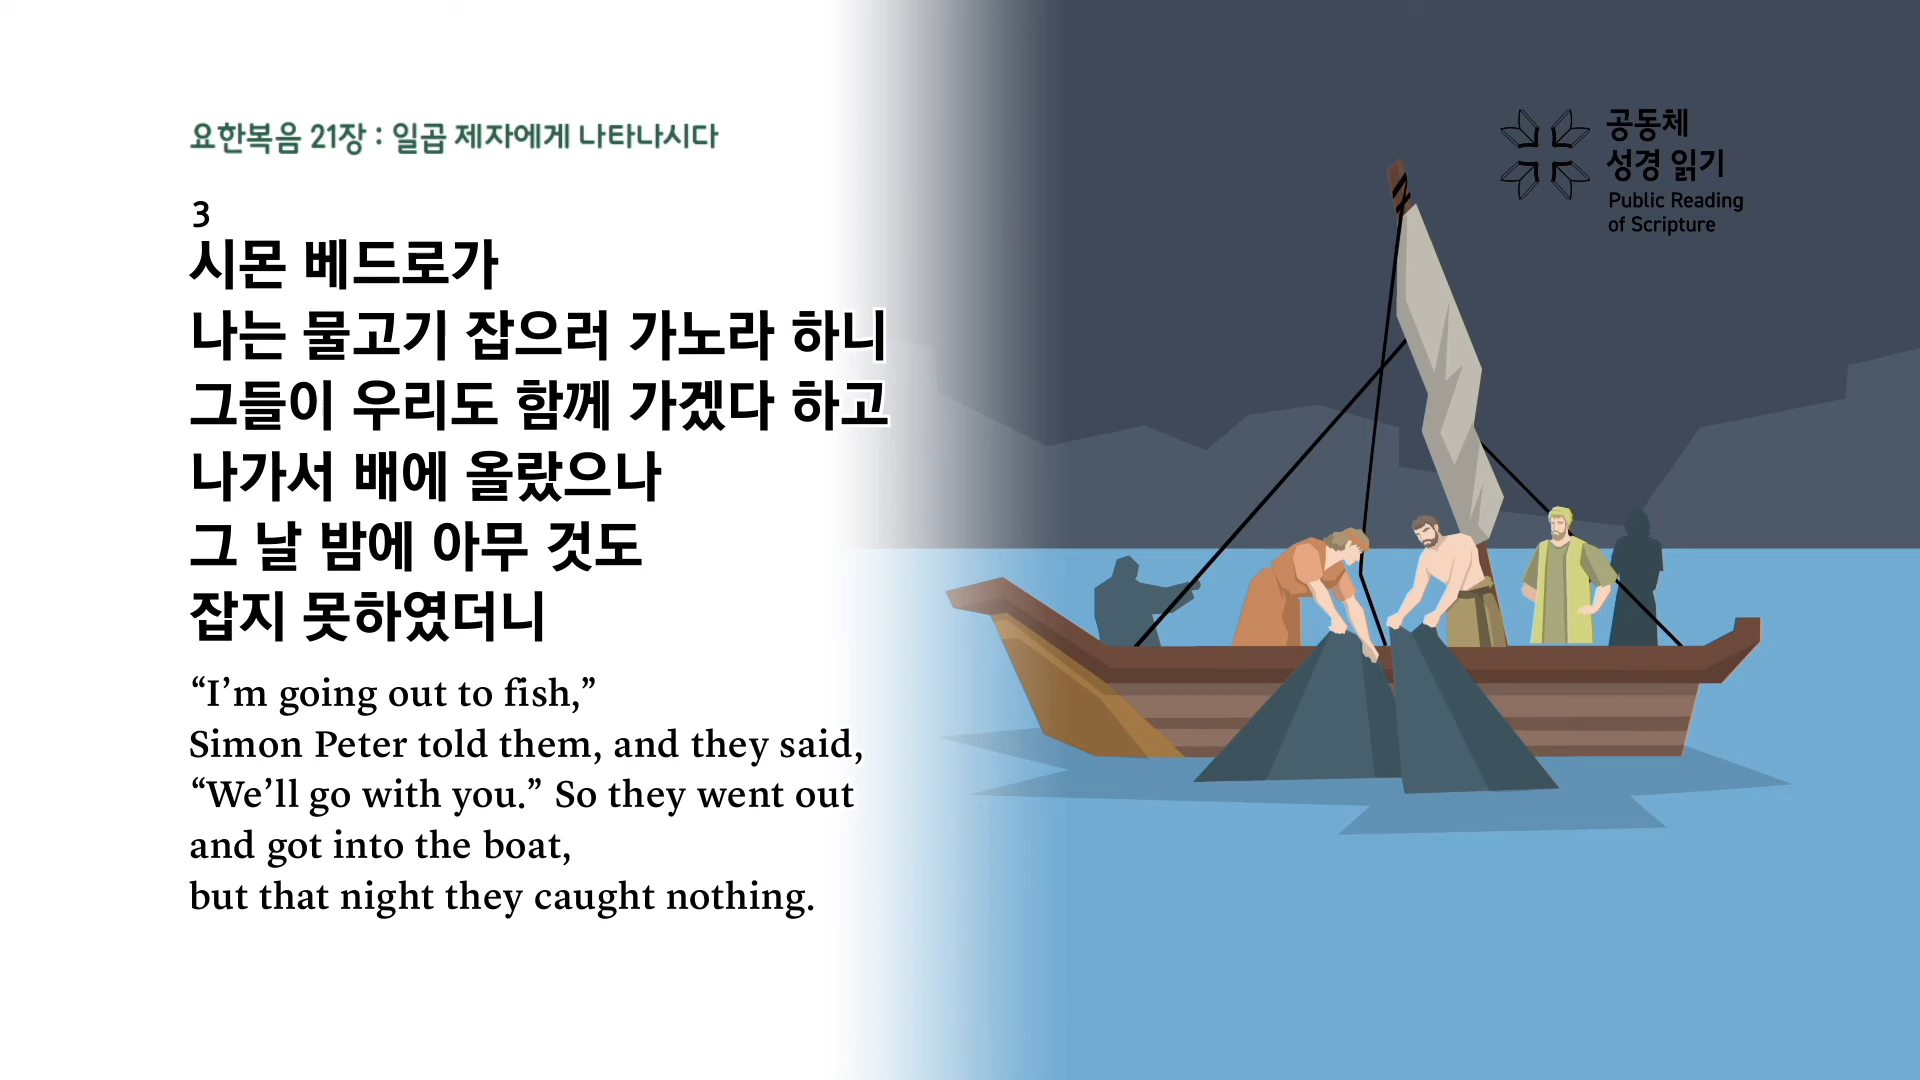 요한복음 21장 : 일곱 제자에게 나타나시다
3
시몬 베드로가
나는 물고기 잡으러 가노라 하니
그들이 우리도 함께 가겠다 하고
나가서 배에 올랐으나
그 날 밤에 아무 것도
잡지 못하였더니
“I’m going out to fish,”
Simon Peter told them, and they said,
“We’ll go with you.” So they went out
and got into the boat,
but that night they caught nothing.
공동체
성경 읽기
Public Reading
of Scripture